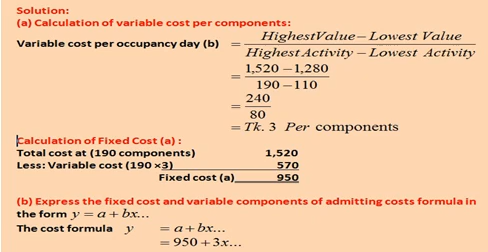 Solution:
(a) Calculation of variable cost per components:
Variable cost per occupancy day (b) = HighestValue – Lowest Value / Highest Activity – Lowest Activity
= 1,520 – 1,280 / 190 – 110
= 240 / 80
= Tk. 3 Per components
Calculation of Fixed Cost (a) :
Total cost at (190 components) 1,520
Less: Variable cost (190 ×3) 570
Fixed cost (a) 950
(b) Express the fixed cost and variable components of admitting costs formula in
the form y = a + bx...
The cost formula y = a + bx...
= 950 + 3x...